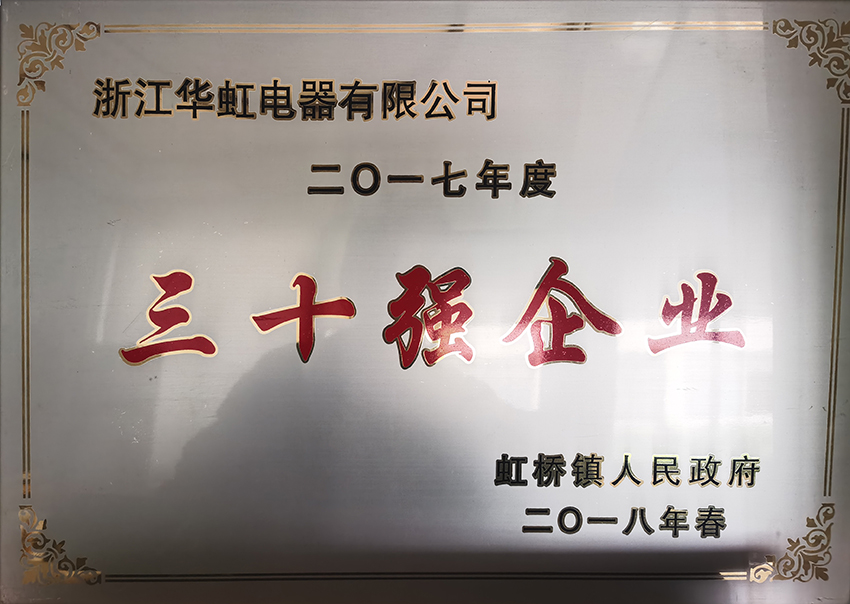 浙江华虹电器有限公司
二〇一七年度
三十强企业
虹桥镇人民政府
二〇一八年春